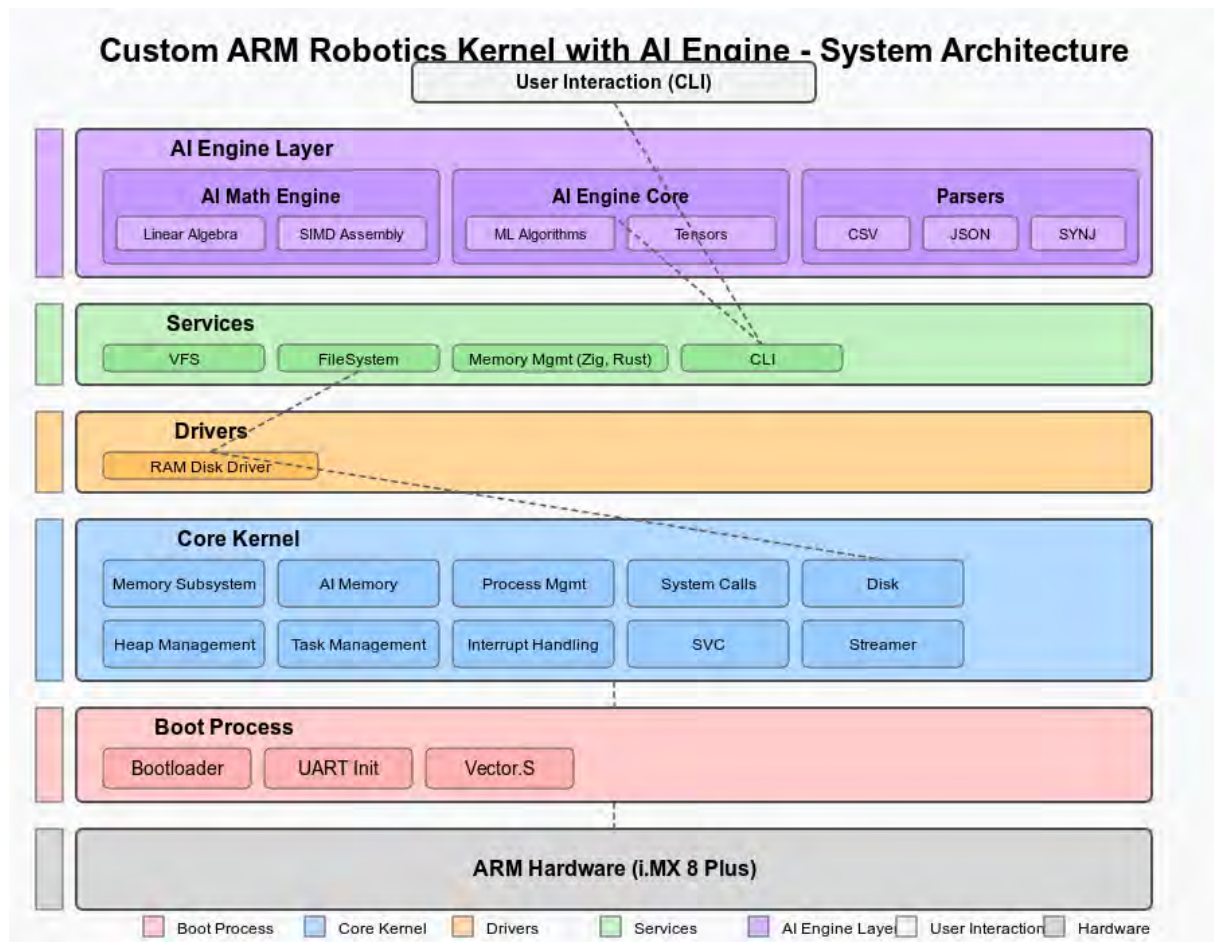 Custom ARM Robotics Kernel with AI Engine - System Architecture
User Interaction (CLI)
AI Engine Layer
AI Math Engine
Linear Algebra
SIMD Assembly
AI Engine Core
ML Algorithms
Tensors
Parsers
CSV
JSON
SYNJ
Services
VFS
FileSystem
Memory Mgmt (Zig, Rust)
CLI
Drivers
RAM Disk Driver
Core Kernel
Memory Subsystem
AI Memory
Process Mgmt
System Calls
Disk
Heap Management
Task Management
Interrupt Handling
SVC
Streamer
Boot Process
Bootloader
UART Init
Vector.S
ARM Hardware (i.MX 8 Plus)
Boot Process
Core Kernel
Drivers
Services
AI Engine Layer
User Interaction
Hardware